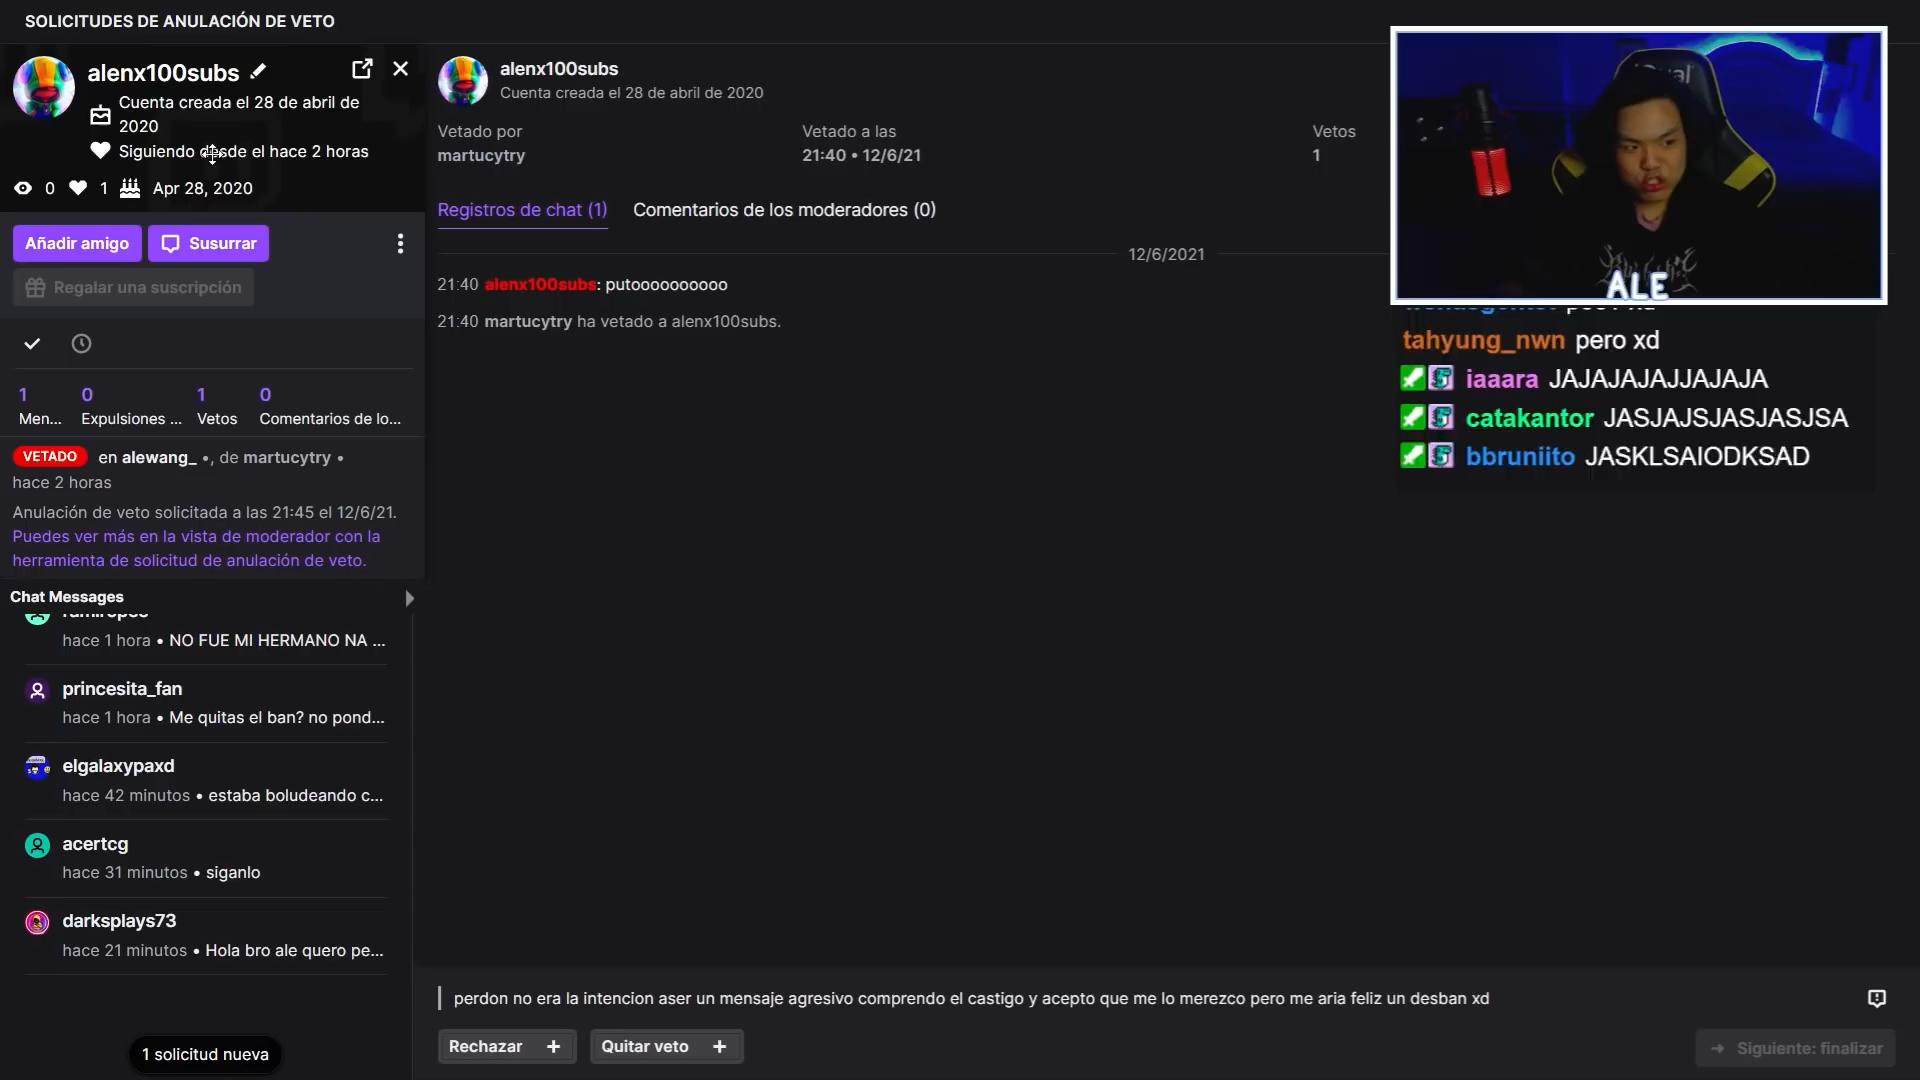 SOLICITUDES DE ANULACIÓN DE VETO
alenx100subs
Cuenta creada el 28 de abril de
2020
Siguiendo desde el hace 2 horas
0 1 Apr 28, 2020
Añadir amigo
Susurrar
Regalar una suscripción
1 0 1 0
Men... Expulsiones ... Vetos Comentarios de lo...
VETADO en alewang_ •, de martucytry •
hace 2 horas
Anulación de veto solicitada a las 21:45 el 12/6/21.
Puedes ver más en la vista de moderador con la
herramienta de solicitud de anulación de veto.
Chat Messages
hace 1 hora • NO FUE MI HERMANO NA ...
princesita_fan
hace 1 hora • Me quitas el ban? no pond...
elgalaxypaxd
hace 42 minutos • estaba boludeando c...
acertcg
hace 31 minutos • siganlo
darksplays73
hace 21 minutos • Hola bro ale quero pe...
1 solicitud nueva
alenx100subs
Cuenta creada el 28 de abril de 2020
Vetado por Vetado a las Vetos
martucytry 21:40 • 12/6/21 1
Registros de chat (1) Comentarios de los moderadores (0)
12/6/2021
21:40 alenx100subs: putoooooooooo
21:40 martucytry ha vetado a alenx100subs.
ALE
tahyung_nwn pero xd
iaaara JAJAJAJAJJAJAJA
catakantor JASJAJSJASJASJSA
bbruniito JASKLSAIODKSAD
perdon no era la intencion aser un mensaje agresivo comprendo el castigo y acepto que me lo merezco pero me aria feliz un desban xd
Rechazar +
Quitar veto +
→ Siguiente: finalizar